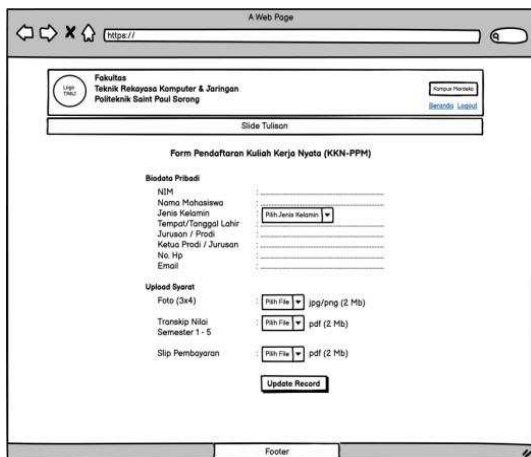 A Web Page
https://
Logo
TRKJ
Fakultas
Teknik Rekayasa Komputer & Jaringan
Politeknik Saint Paul Sorong
Kampus Merdeka
Beranda Logout
Slide Tulisan
Form Pendaftaran Kuliah Kerja Nyata (KKN-PPM)
Biodata Pribadi
NIM :
Nama Mahasiswa :
Jenis Kelamin : Pilih Jenis Kelamin
Tempat/Tanggal Lahir :
Jurusan / Prodi :
Ketua Prodi / Jurusan :
No. Hp :
Email :
Upload Syarat
Foto (3x4) : Pilih File jpg/png (2 Mb)
Transkip Nilai : Pilih File pdf (2 Mb)
Semester 1 - 5
Slip Pembayaran : Pilih File pdf (2 Mb)
Update Record
Footer